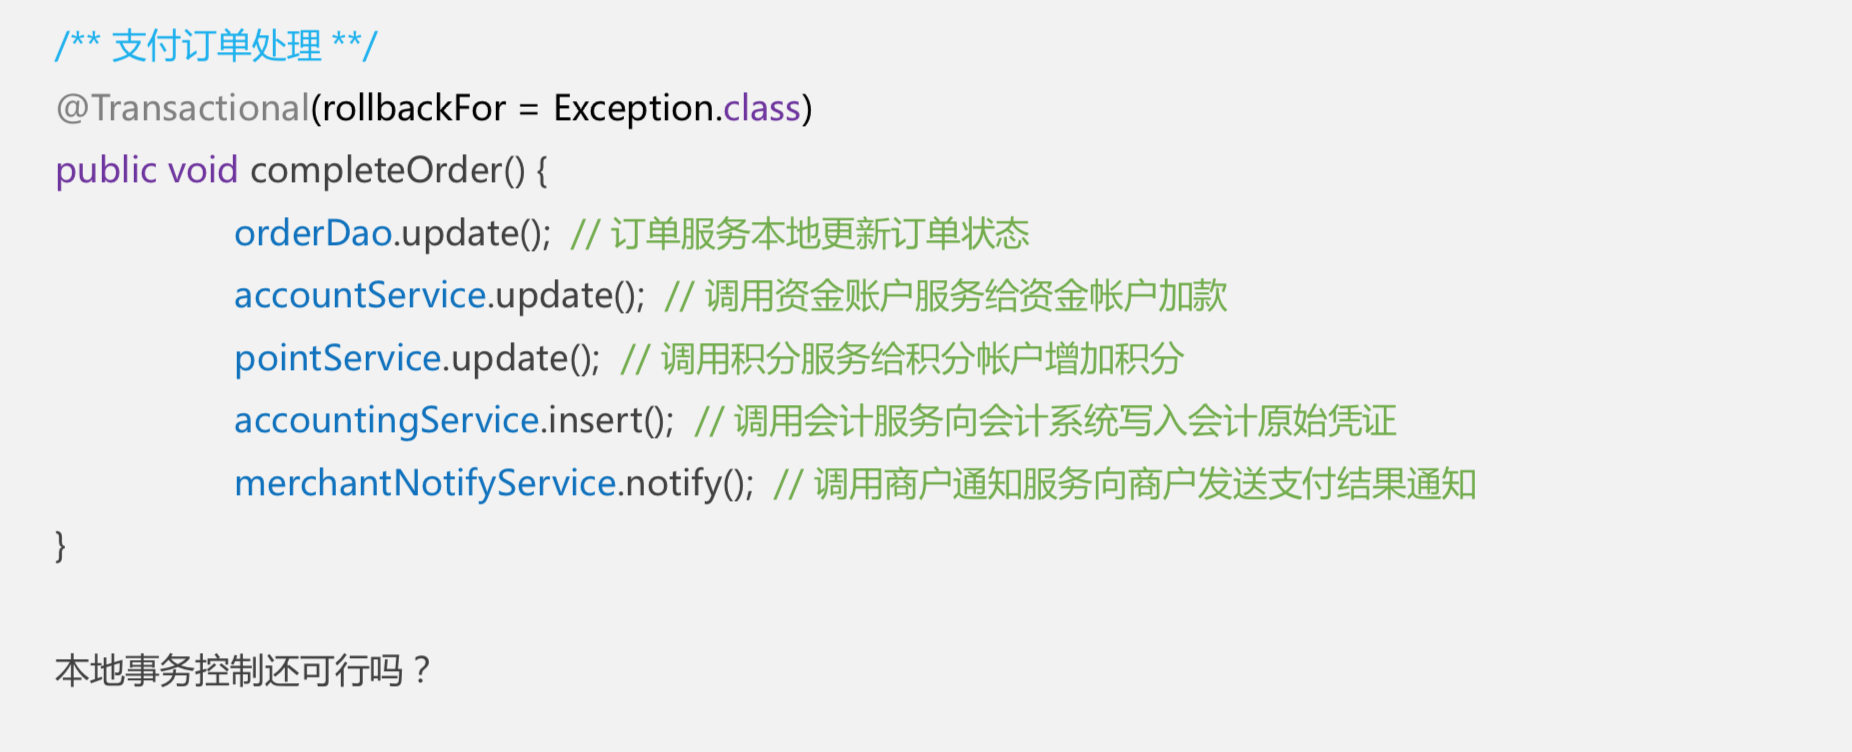 /** 支付订单处理 **/
@Transactional(rollbackFor = Exception.class)
public void completeOrder() {
orderDao.update(); // 订单服务本地更新订单状态
accountService.update(); // 调用资金账户服务给资金帐户加款
pointService.update(); // 调用积分服务给积分帐户增加积分
accountingService.insert(); // 调用会计服务向会计系统写入会计原始凭证
merchantNotifyService.notify(); // 调用商户通知服务向商户发送支付结果通知
}
本地事务控制还可行吗？